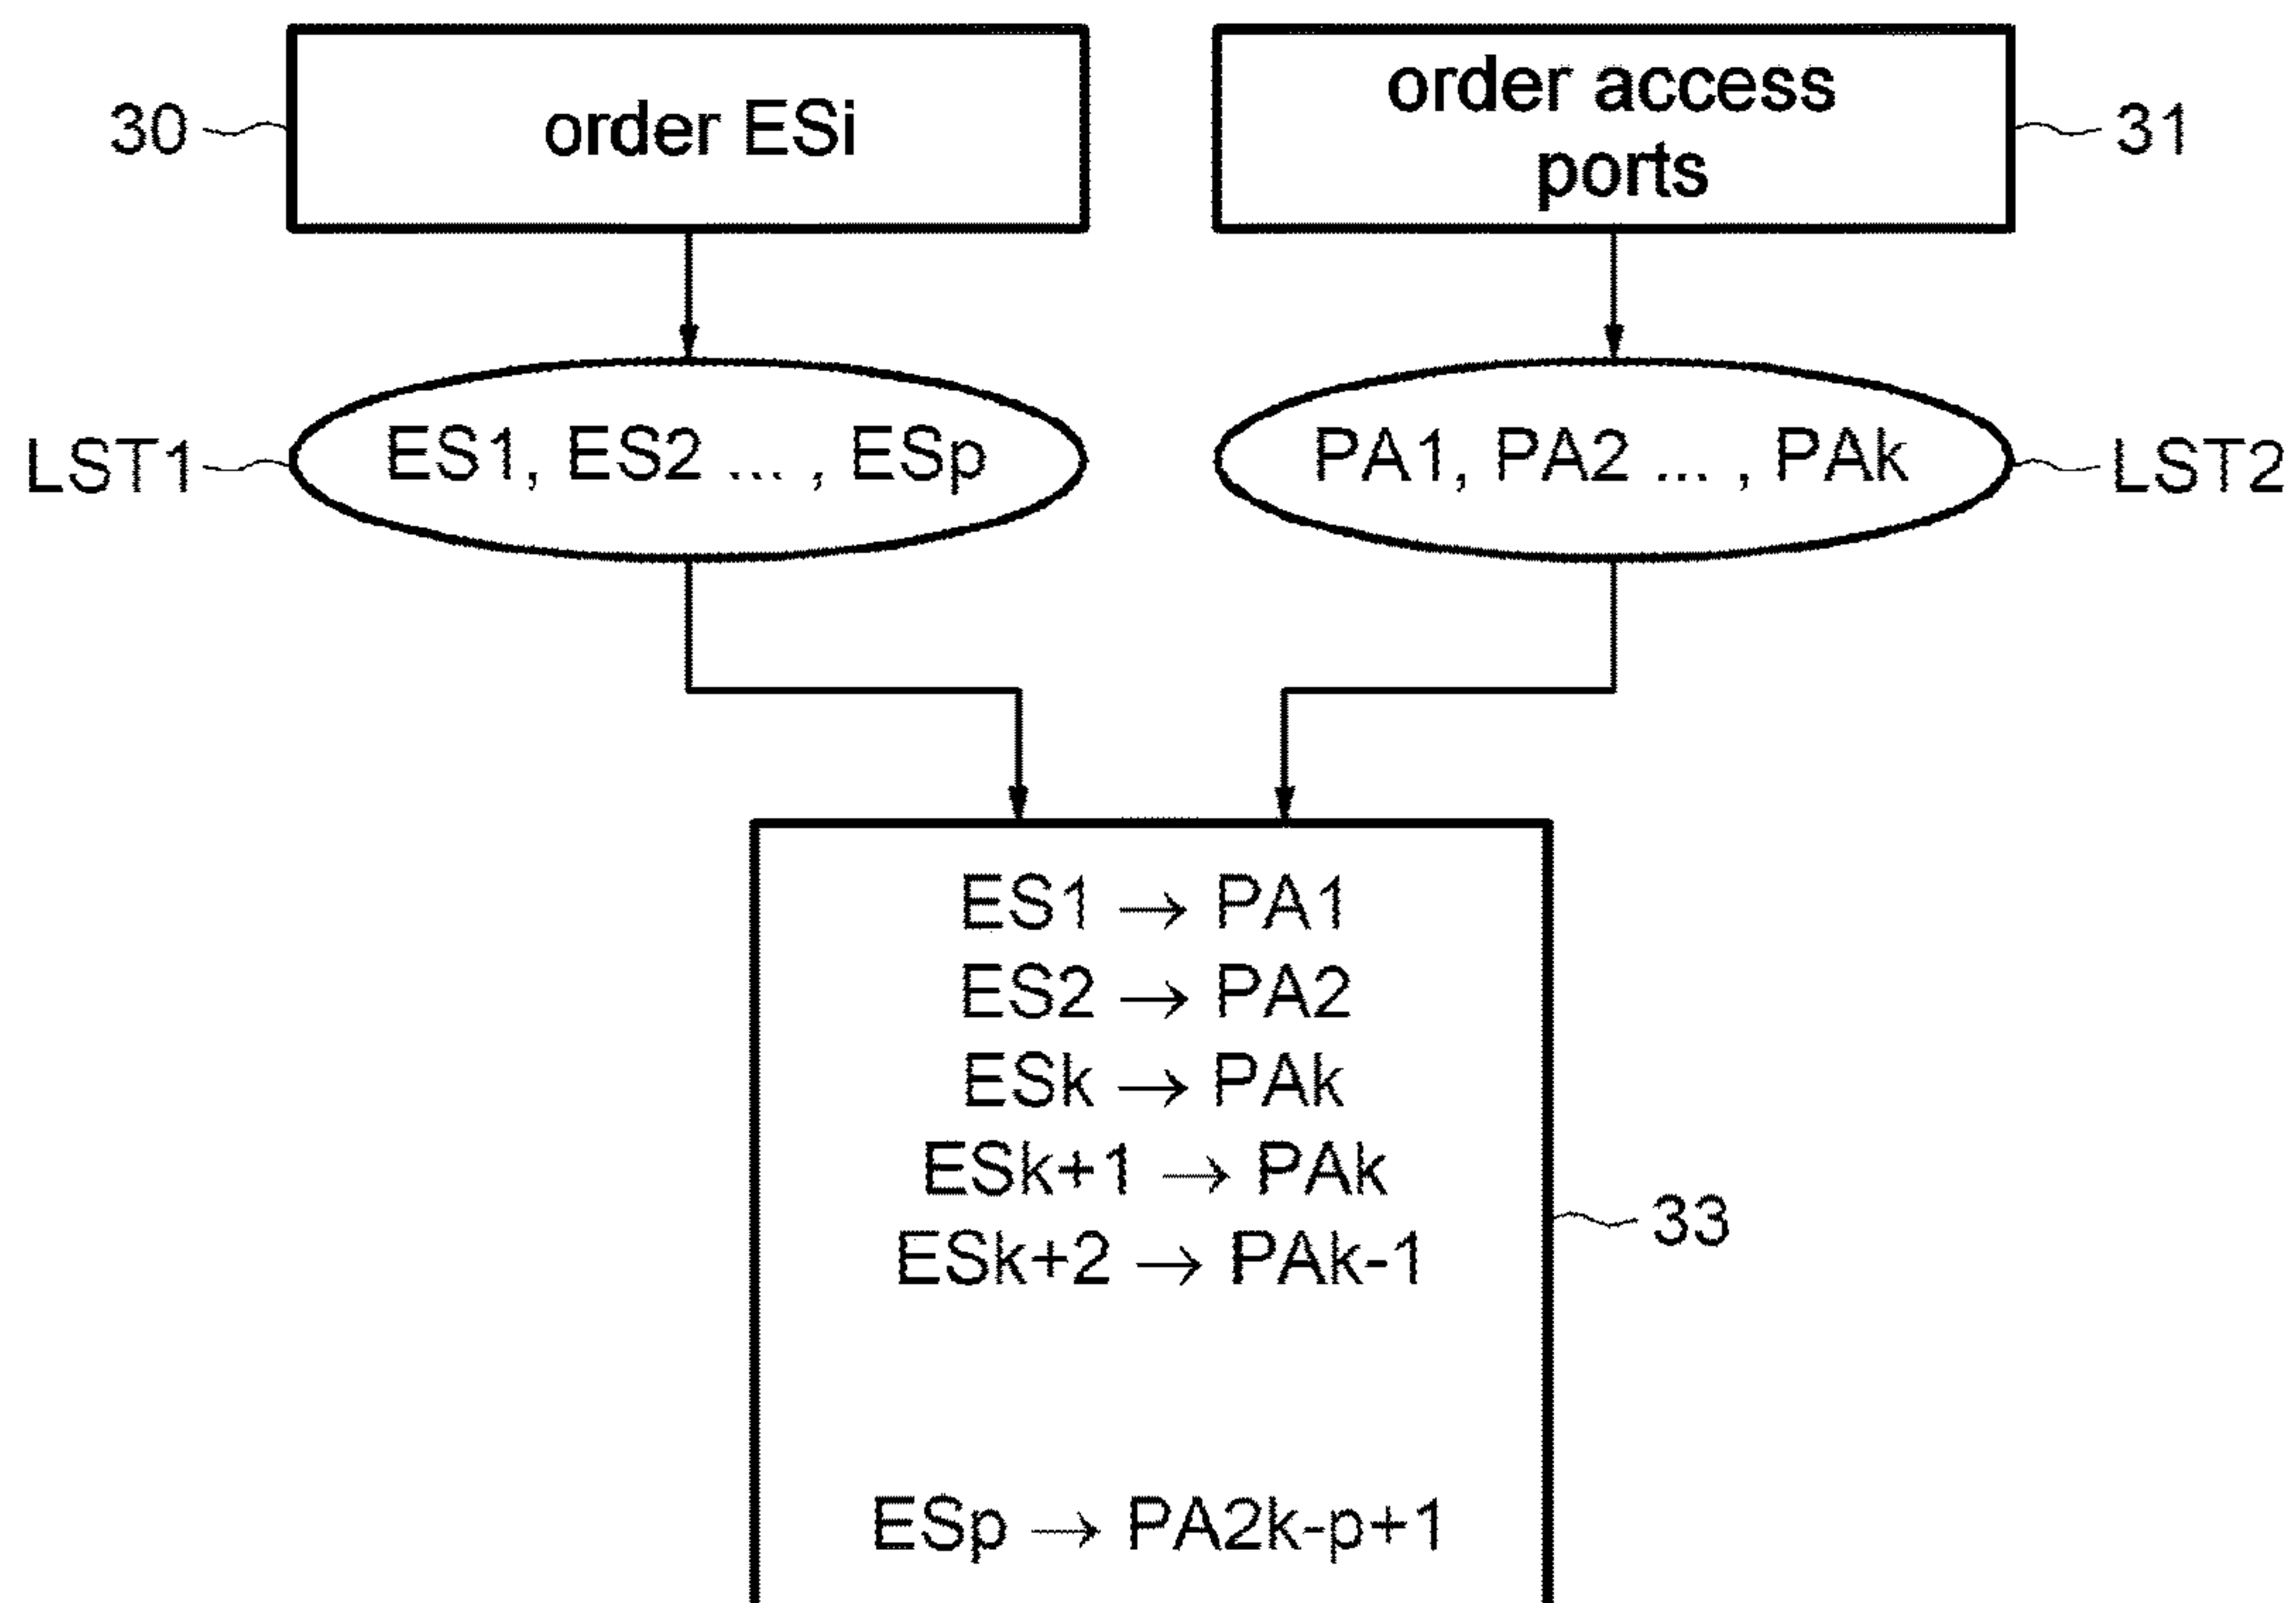 30
order ESi
order access
ports
31
LST1
ES1, ES2 ... , ESp
PA1, PA2 ... , PAk
LST2
ES1 → PA1
ES2 → PA2
ESk → PAk
ESk+1 → PAk
ESk+2 → PAk-1
33
ESp → PA2k-p+1